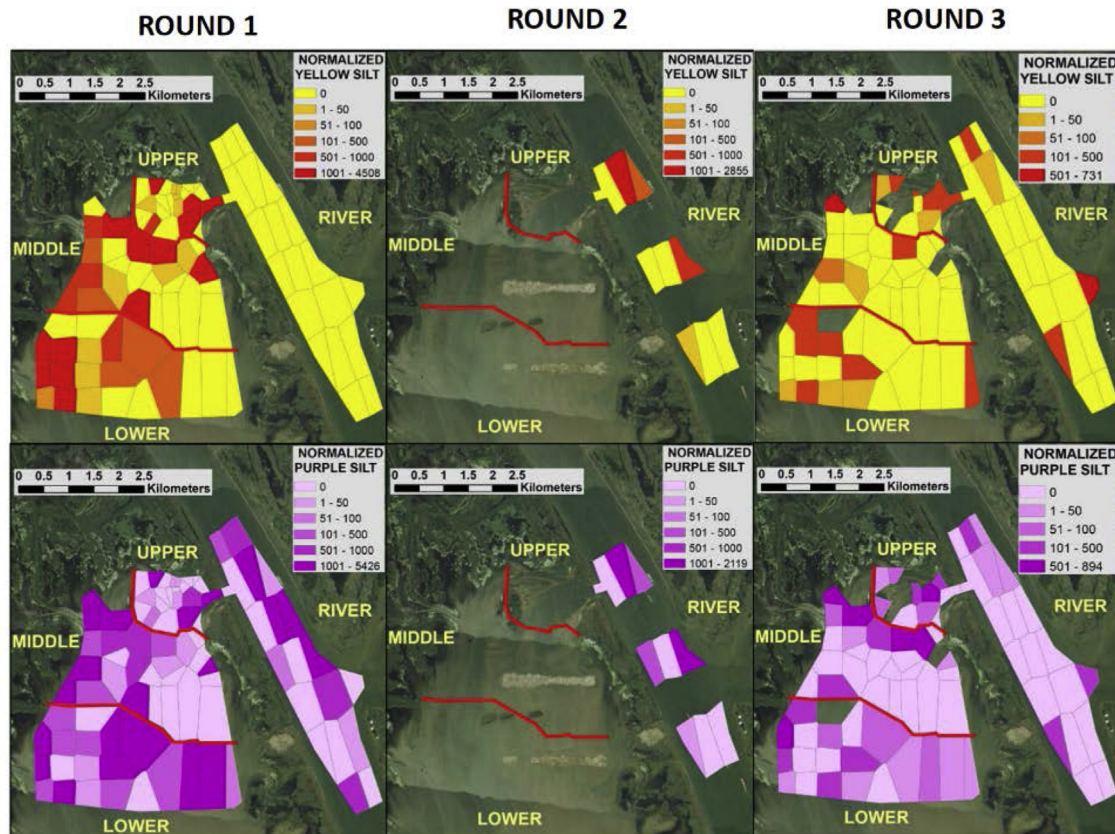 ROUND 1
ROUND 2
ROUND 3
0 0.5 1 1.5 2 2.5
Kilometers
NORMALIZED
YELLOW SILT
0
1 - 50
51 - 100
101 - 500
501 - 1000
1001 - 4508
UPPER
MIDDLE
RIVER
LOWER
0 0.5 1 1.5 2 2.5
Kilometers
NORMALIZED
YELLOW SILT
0
1 - 50
51 - 100
101 - 500
501 - 1000
1001 - 2855
UPPER
MIDDLE
RIVER
LOWER
0 0.5 1 1.5 2 2.5
Kilometers
NORMALIZED
YELLOW SILT
0
1 - 50
51 - 100
101 - 500
501 - 731
UPPER
MIDDLE
RIVER
LOWER
0 0.5 1 1.5 2 2.5
Kilometers
NORMALIZED
PURPLE SILT
0
1 - 50
51 - 100
101 - 500
501 - 1000
1001 - 5426
UPPER
MIDDLE
RIVER
LOWER
0 0.5 1 1.5 2 2.5
Kilometers
NORMALIZED
PURPLE SILT
0
1 - 50
51 - 100
101 - 500
501 - 1000
1001 - 2119
UPPER
MIDDLE
RIVER
LOWER
0 0.5 1 1.5 2 2.5
Kilometers
NORMALIZED
PURPLE SILT
0
1 - 50
51 - 100
101 - 500
501 - 894
UPPER
MIDDLE
RIVER
LOWER